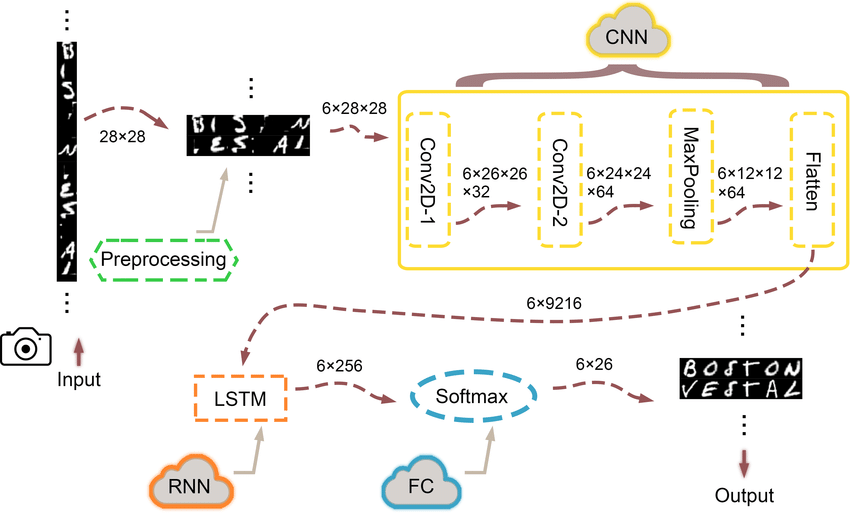 CNN
B
I
S
N
E
S
A
L
28×28
B I S N
E S A L
6×28×28
Conv2D-1
6×26×26
×32
Conv2D-2
6×24×24
×64
MaxPooling
6×12×12
×64
Flatten
Preprocessing
6×9216
Input
LSTM
6×256
Softmax
6×26
BOSTON
VESTAL
RNN
FC
Output